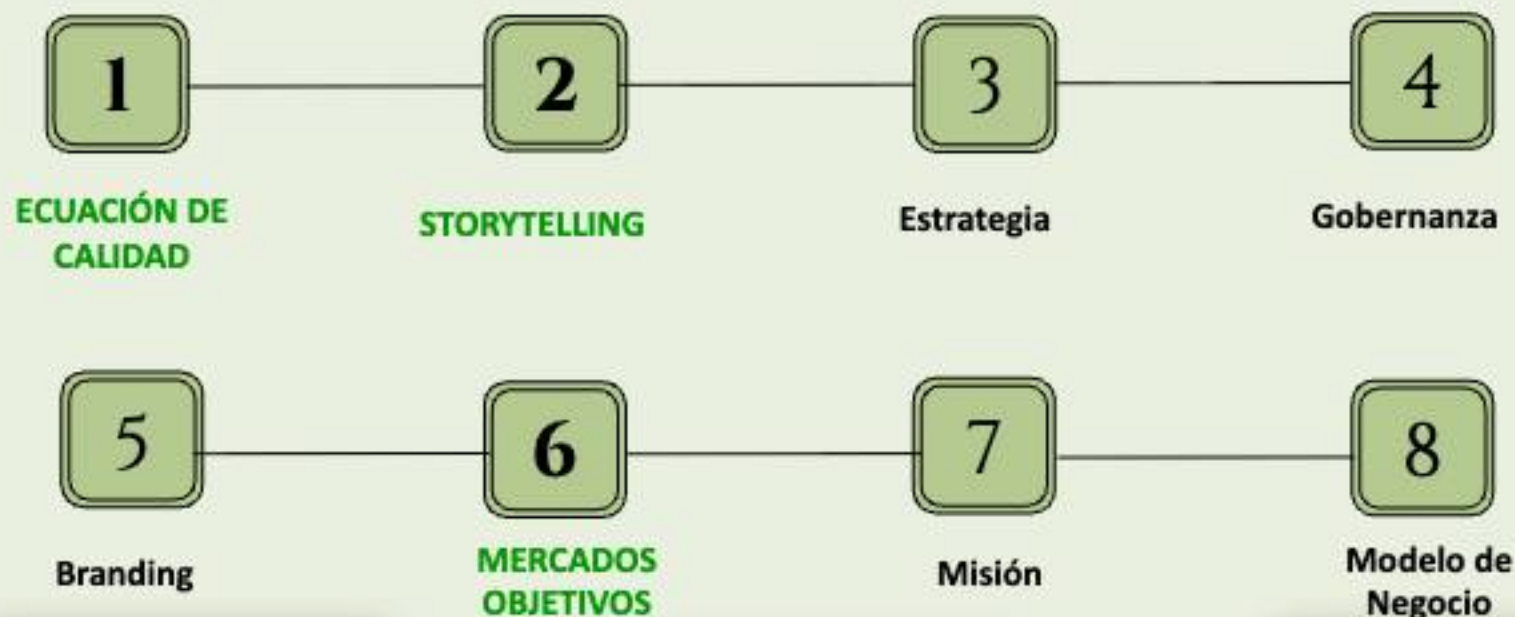 1
2
3
4
ECUACIÓN DE
CALIDAD
STORYTELLING
Estrategia
Gobernanza
5
6
7
8
Branding
MERCADOS
OBJETIVOS
Misión
Modelo de
Negocio